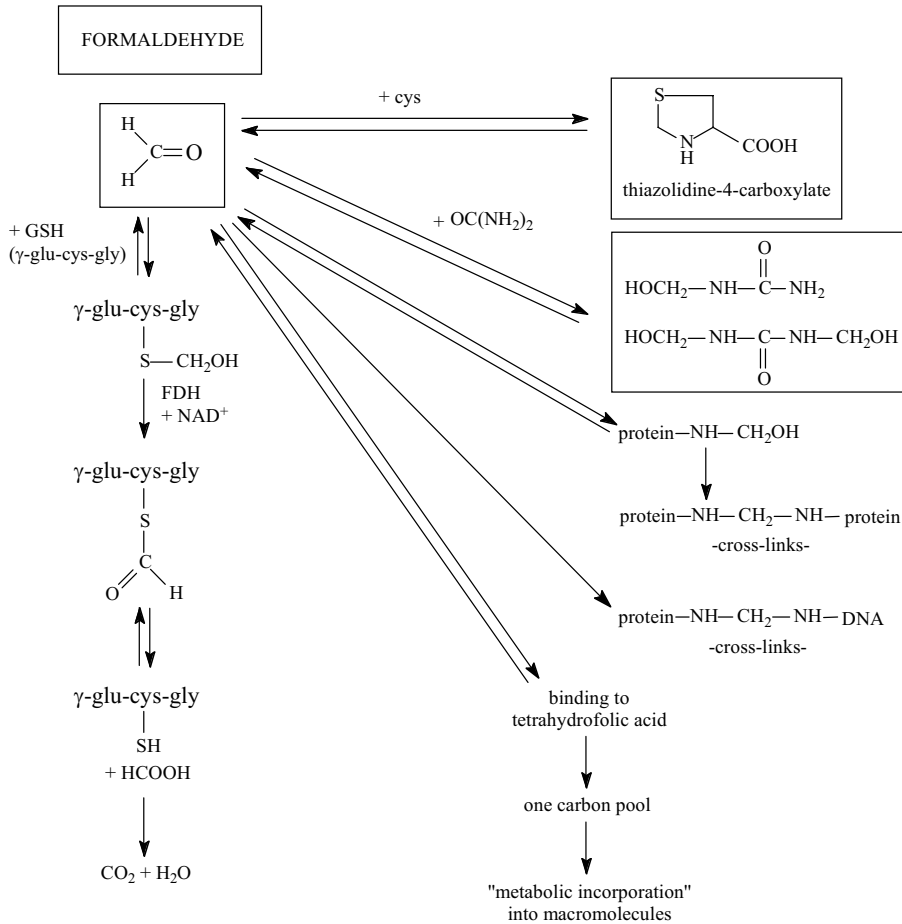 FORMALDEHYDE
+ cys
H
C=O
H
S
N
H
COOH
thiazolidine-4-carboxylate
+ GSH
(γ-glu-cys-gly)
+ OC(NH₂)₂
O
HOCH₂—NH—C—NH₂
HOCH₂—NH—C—NH—CH₂OH
O
γ-glu-cys-gly
S—CH₂OH
FDH
+ NAD⁺
γ-glu-cys-gly
S
C
O
H
γ-glu-cys-gly
SH
+ HCOOH
CO₂ + H₂O
protein—NH—CH₂OH
protein—NH—CH₂—NH—protein
-cross-links-
protein—NH—CH₂—NH—DNA
-cross-links-
binding to
tetrahydrofolic acid
one carbon pool
"metabolic incorporation"
into macromolecules